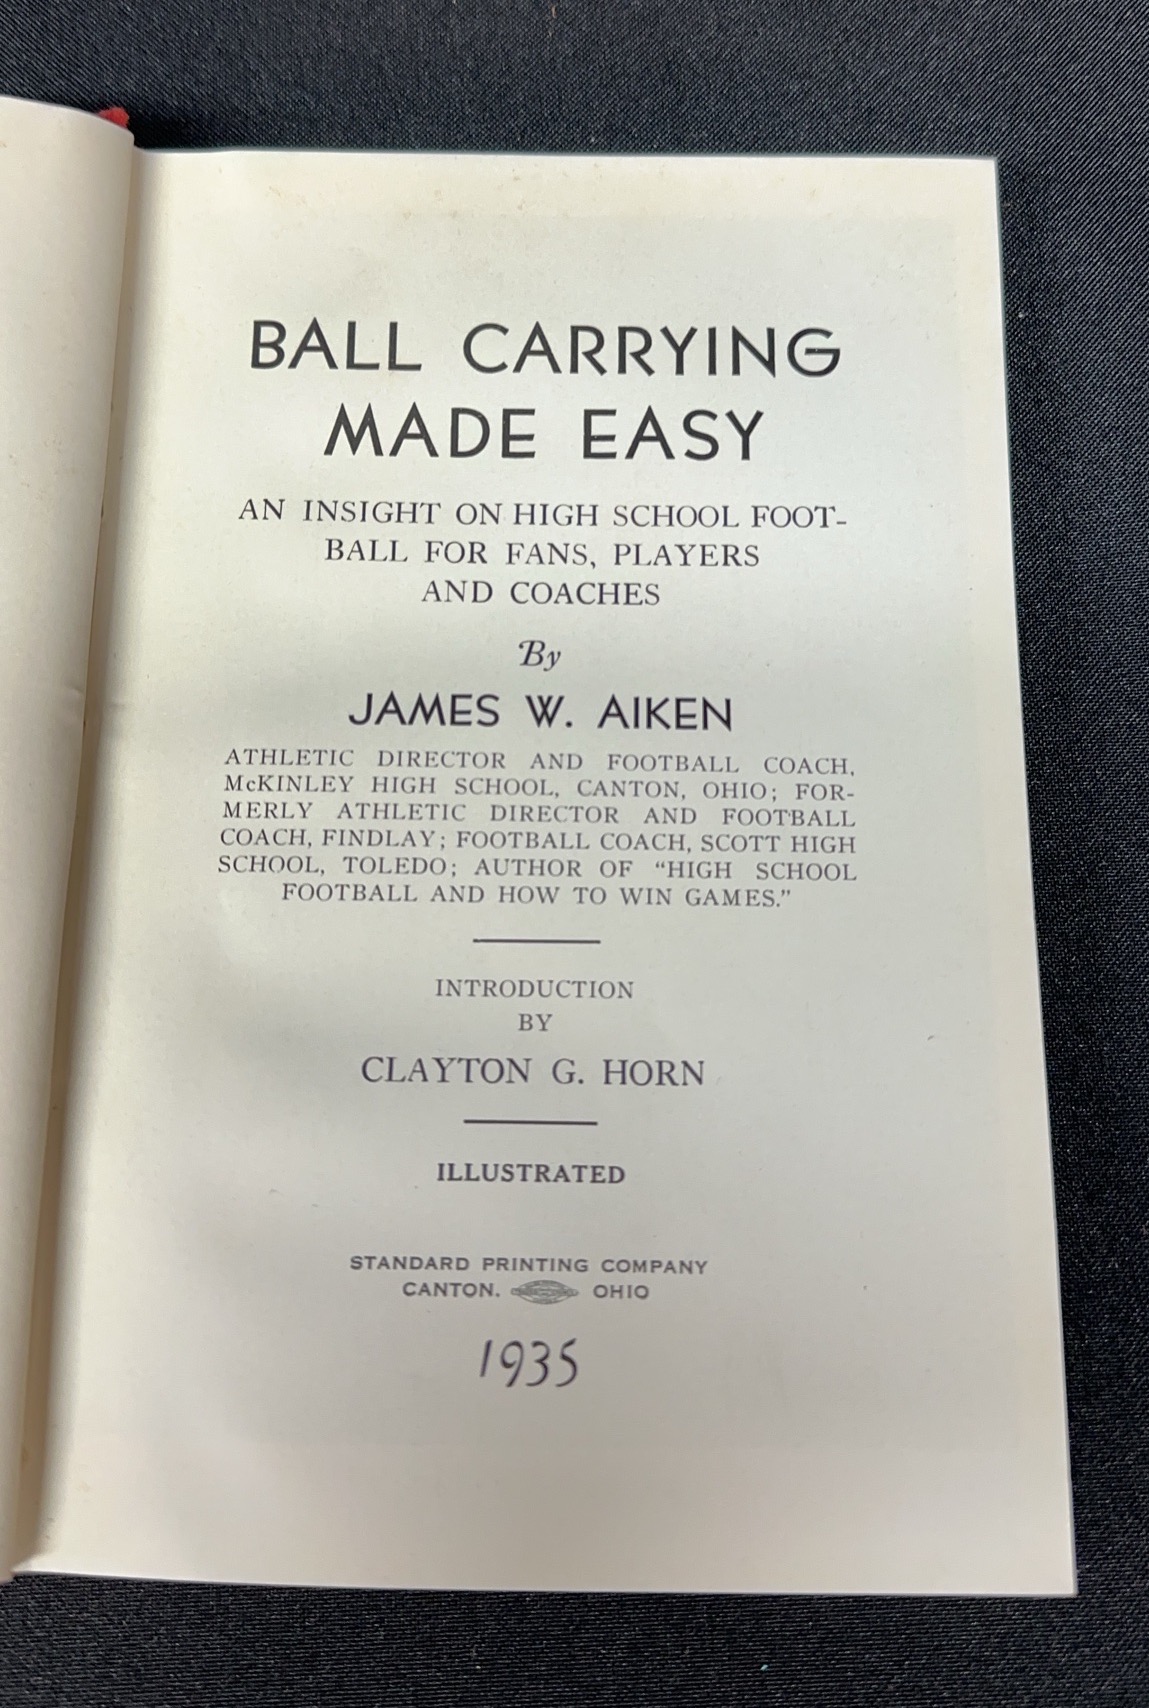 BALL CARRYING
MADE EASY
AN INSIGHT ON HIGH SCHOOL FOOT-
BALL FOR FANS, PLAYERS
AND COACHES
By
JAMES W. AIKEN
ATHLETIC DIRECTOR AND FOOTBALL COACH,
McKINLEY HIGH SCHOOL, CANTON, OHIO; FOR-
MERLY ATHLETIC DIRECTOR AND FOOTBALL
COACH, FINDLAY; FOOTBALL COACH, SCOTT HIGH
SCHOOL, TOLEDO; AUTHOR OF "HIGH SCHOOL
FOOTBALL AND HOW TO WIN GAMES."
INTRODUCTION
BY
CLAYTON G. HORN
ILLUSTRATED
STANDARD PRINTING COMPANY
CANTON. OHIO
1935